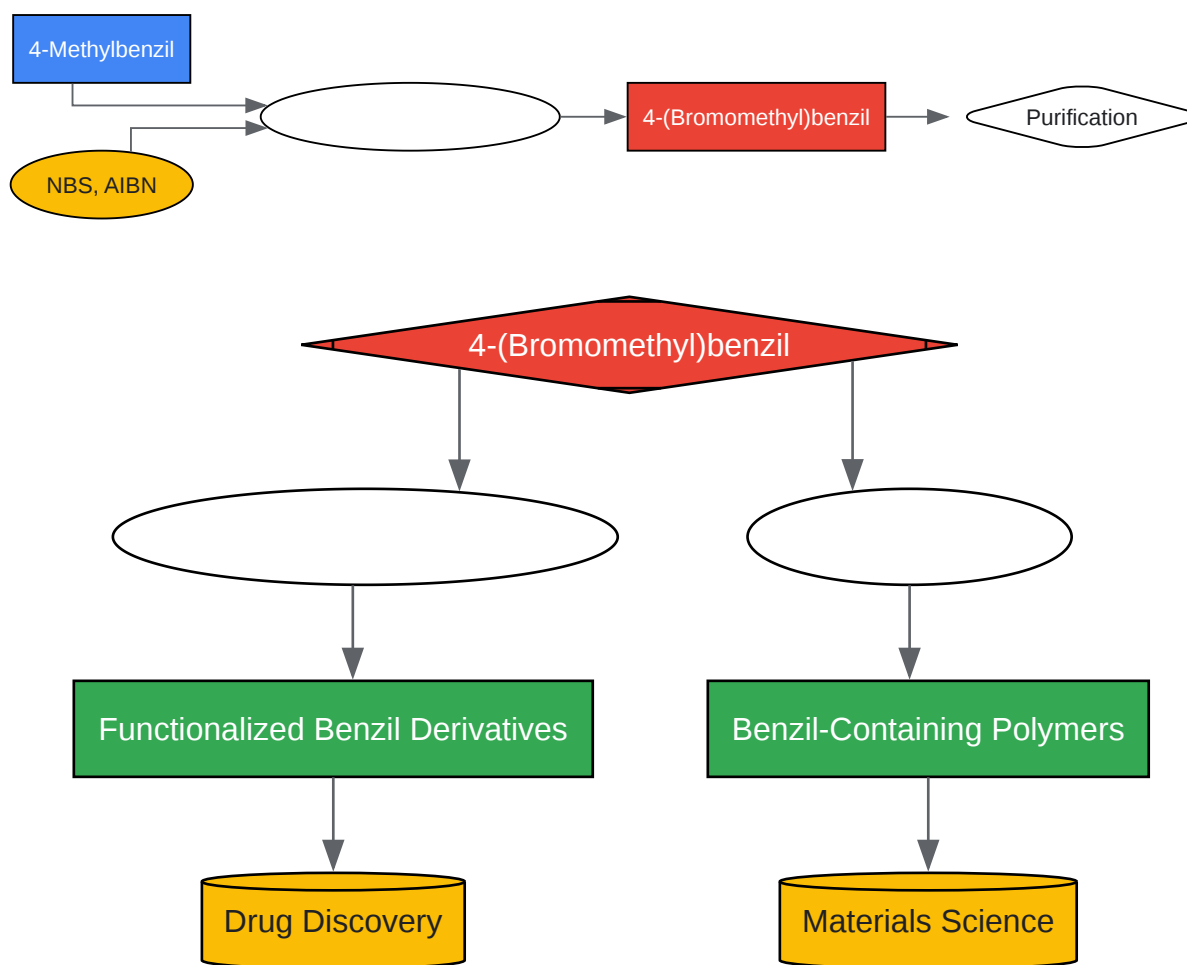 4-Methylbenzil
NBS, AIBN
4-(Bromomethyl)benzil
Purification
4-(Bromomethyl)benzil
Functionalized Benzil Derivatives
Benzil-Containing Polymers
Drug Discovery
Materials Science